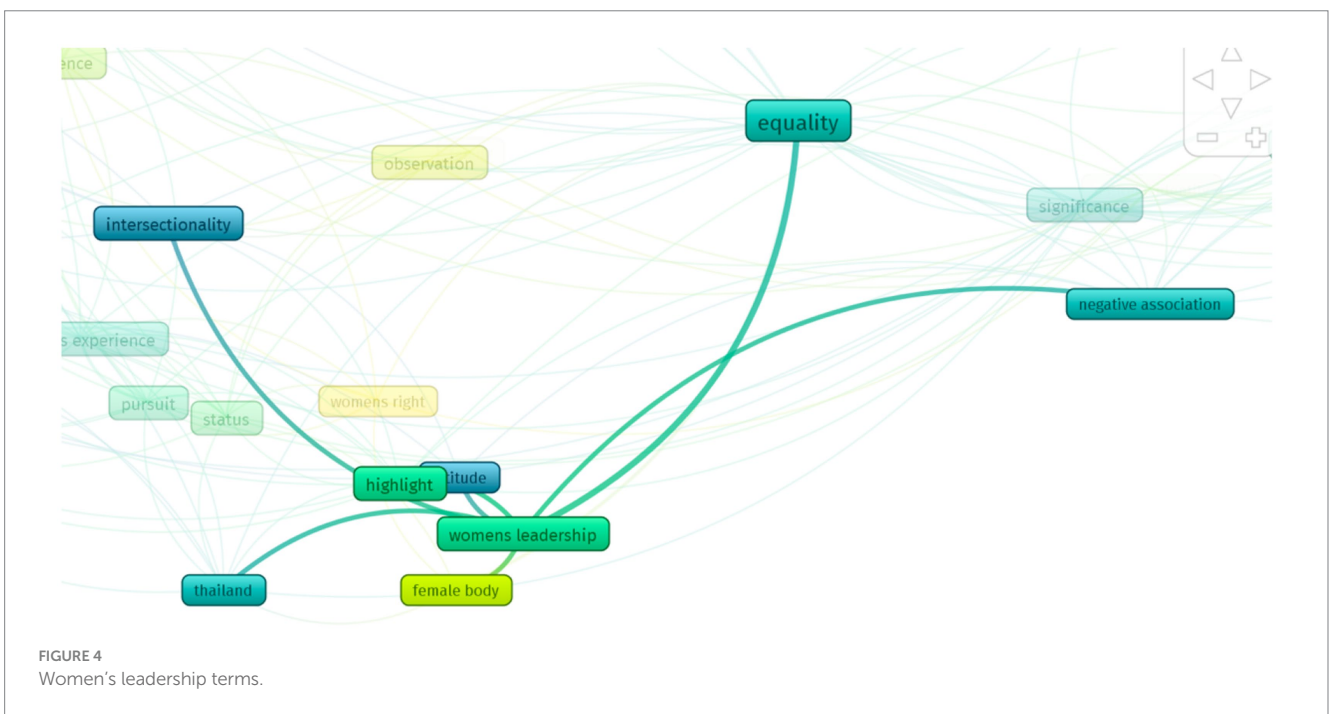 ence
equality
observation
significance
intersectionality
negative association
s experience
pursuit
status
womens right
highlight
titude
womens leadership
thailand
female body
FIGURE 4
Women's leadership terms.